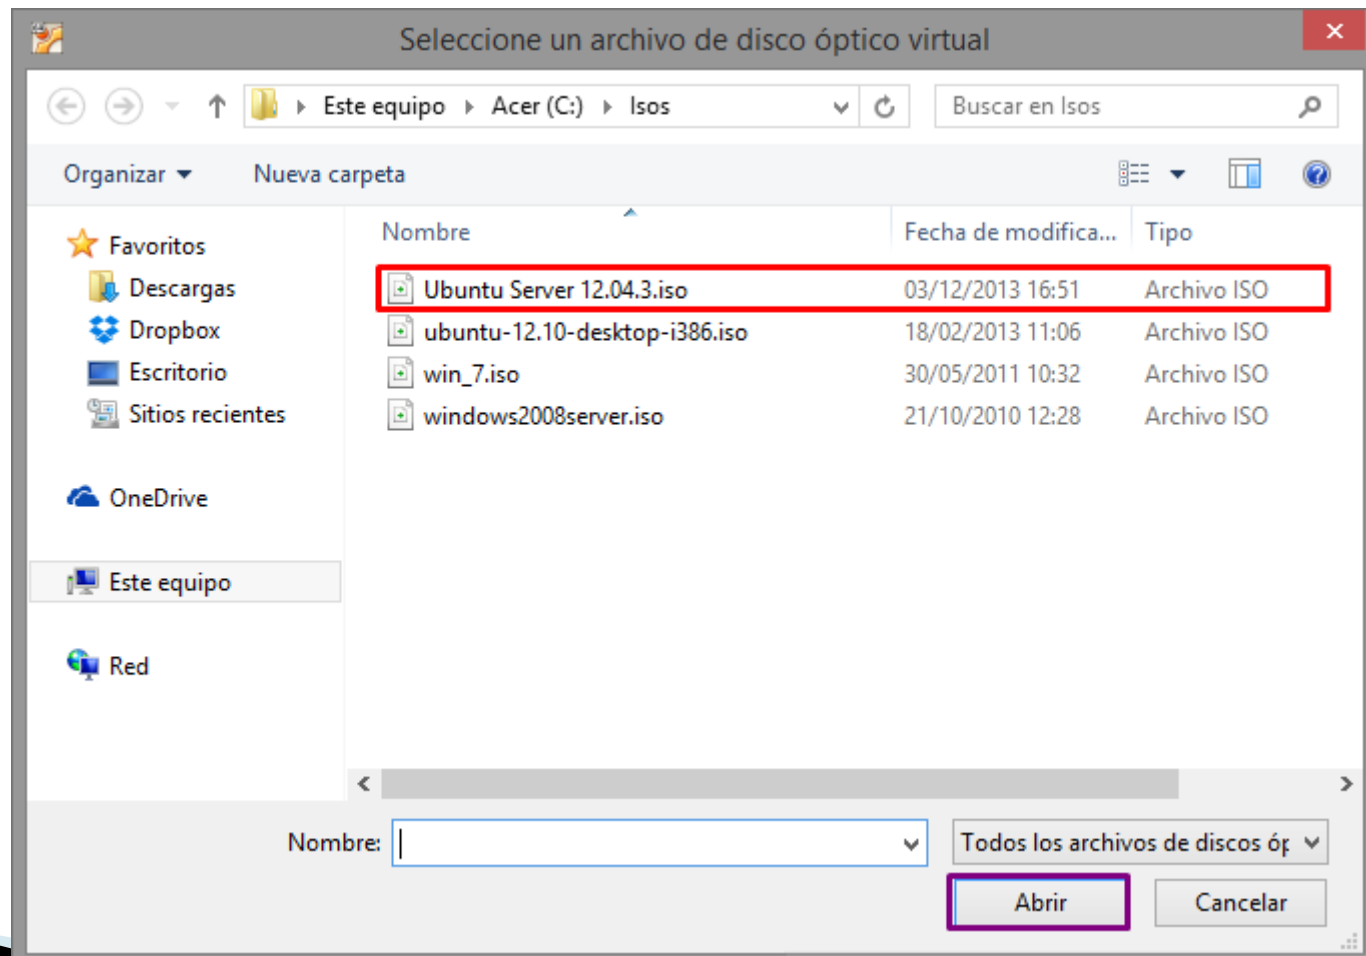 Seleccione un archivo de disco óptico virtual
Este equipo Acer (C:) Isos
Buscar en Isos
Organizar Nueva carpeta
Nombre Fecha de modifica... Tipo
Favoritos
Descargas
Dropbox
Escritorio
Sitios recientes
OneDrive
Este equipo
Red
Ubuntu Server 12.04.3.iso 03/12/2013 16:51 Archivo ISO
ubuntu-12.10-desktop-i386.iso 18/02/2013 11:06 Archivo ISO
win_7.iso 30/05/2011 10:32 Archivo ISO
windows2008server.iso 21/10/2010 12:28 Archivo ISO
Nombre:
Todos los archivos de discos óp
Abrir Cancelar